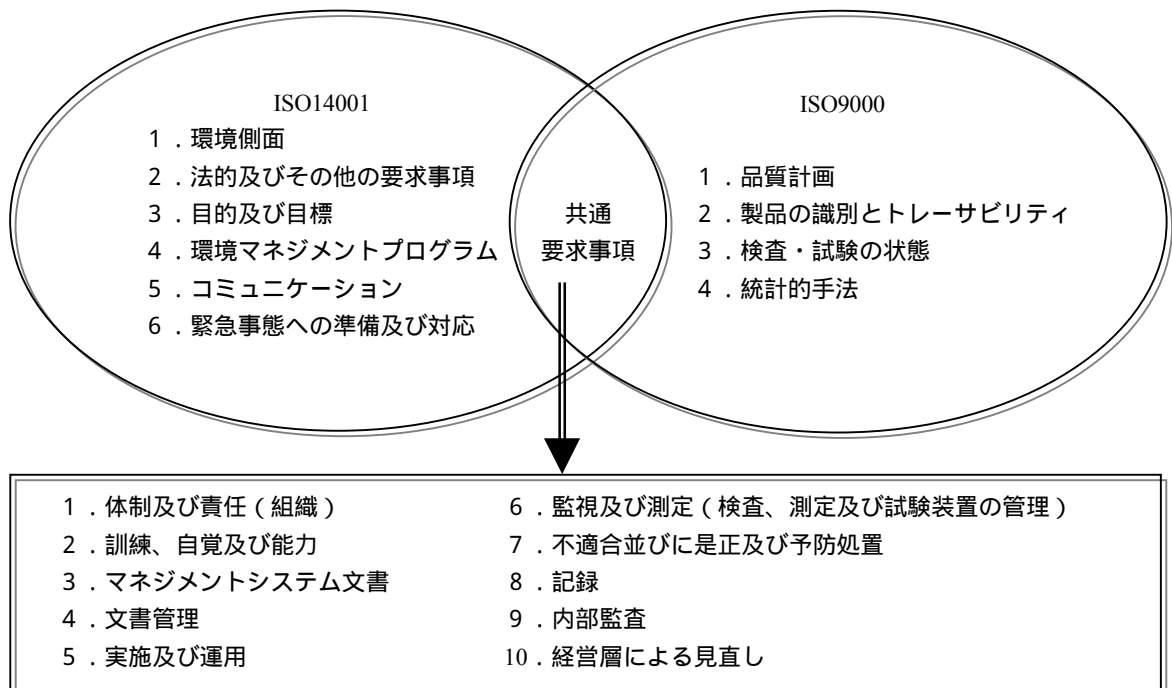 ISO14001
1．環境側面
2．法的及びその他の要求事項
3．目的及び目標
4．環境マネジメントプログラム
5．コミュニケーション
6．緊急事態への準備及び対応
共通
要求事項
ISO9000
1．品質計画
2．製品の識別とトレーサビリティ
3．検査・試験の状態
4．統計的手法
1．体制及び責任（組織）
2．訓練、自覚及び能力
3．マネジメントシステム文書
4．文書管理
5．実施及び運用
6．監視及び測定（検査、測定及び試験装置の管理）
7．不適合並びに是正及び予防処置
8．記録
9．内部監査
10．経営層による見直し